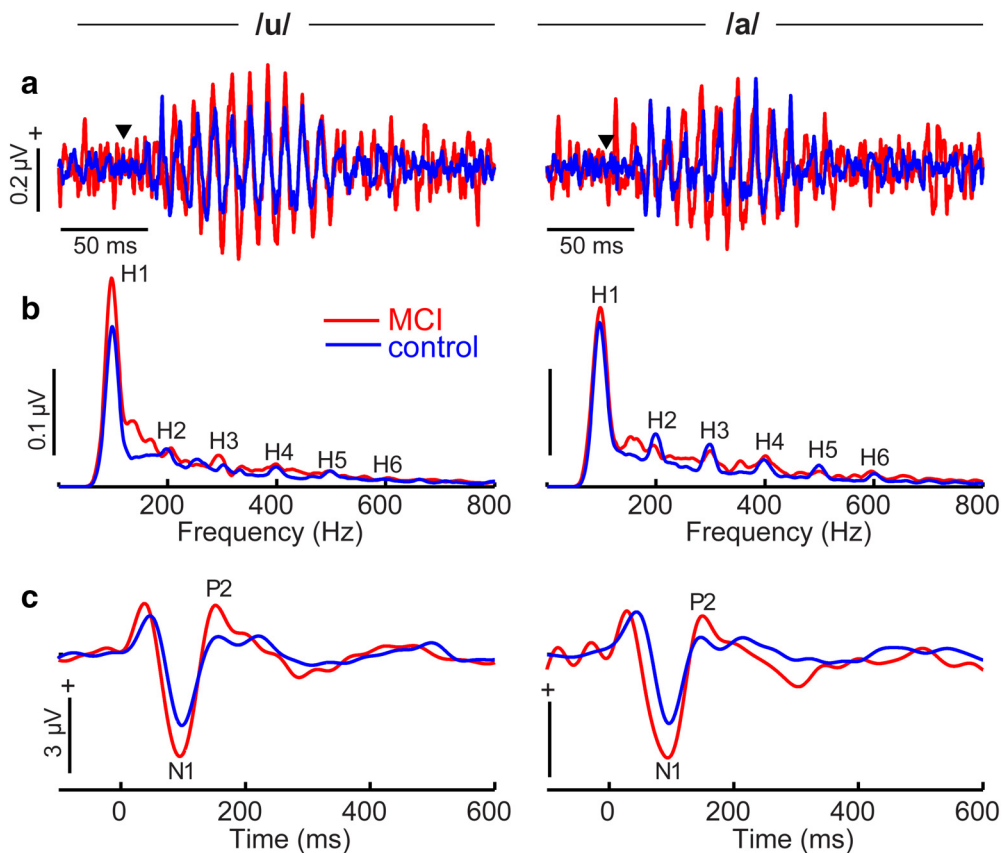 /u/
/a/
a
+
0.2 µV
50 ms
50 ms
b
H1
H2
H3
H4
H5
H6
MCI
control
0.1 µV
200 400 600 800
Frequency (Hz)
H1
H2
H3
H4
H5
H6
200 400 600 800
Frequency (Hz)
c
P2
N1
+
3 µV
0 200 400 600
Time (ms)
P2
N1
+
0 200 400 600
Time (ms)